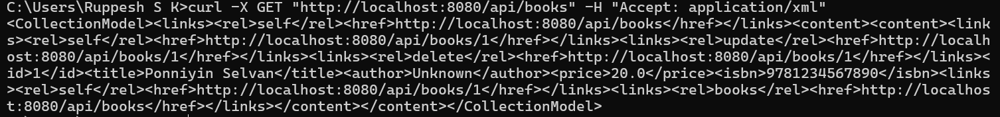 C:\Users\Ruppesh S K>curl -X GET "http://localhost:8080/api/books" -H "Accept: application/xml"
<CollectionModel><links><rel>self</rel><href>http://localhost:8080/api/books</href></links><content><content><link
s><rel>self</rel><href>http://localhost:8080/api/books/1</href></links><links><rel>update</rel><href>http://localh
ost:8080/api/books/1</href></links><links><rel>delete</rel><href>http://localhost:8080/api/books/1</href></links><
id>1</id><title>Ponniyin Selvan</title><author>Unknown</author><price>20.0</price><isbn>9781234567890</isbn><links
><rel>self</rel><href>http://localhost:8080/api/books/1</href></links><links><rel>books</rel><href>http://localhos
t:8080/api/books</href></links></content></content></CollectionModel>